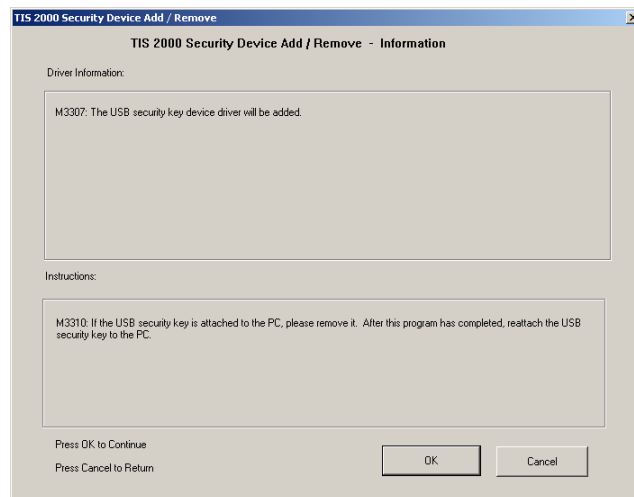 TIS 2000 Security Device Add / Remove
TIS 2000 Security Device Add / Remove - Information
Driver Information:
M3307: The USB security key device driver will be added.
Instructions:
M3310: If the USB security key is attached to the PC, please remove it. After this program has completed, reattach the USB
security key to the PC.
Press OK to Continue
Press Cancel to Return
OK
Cancel